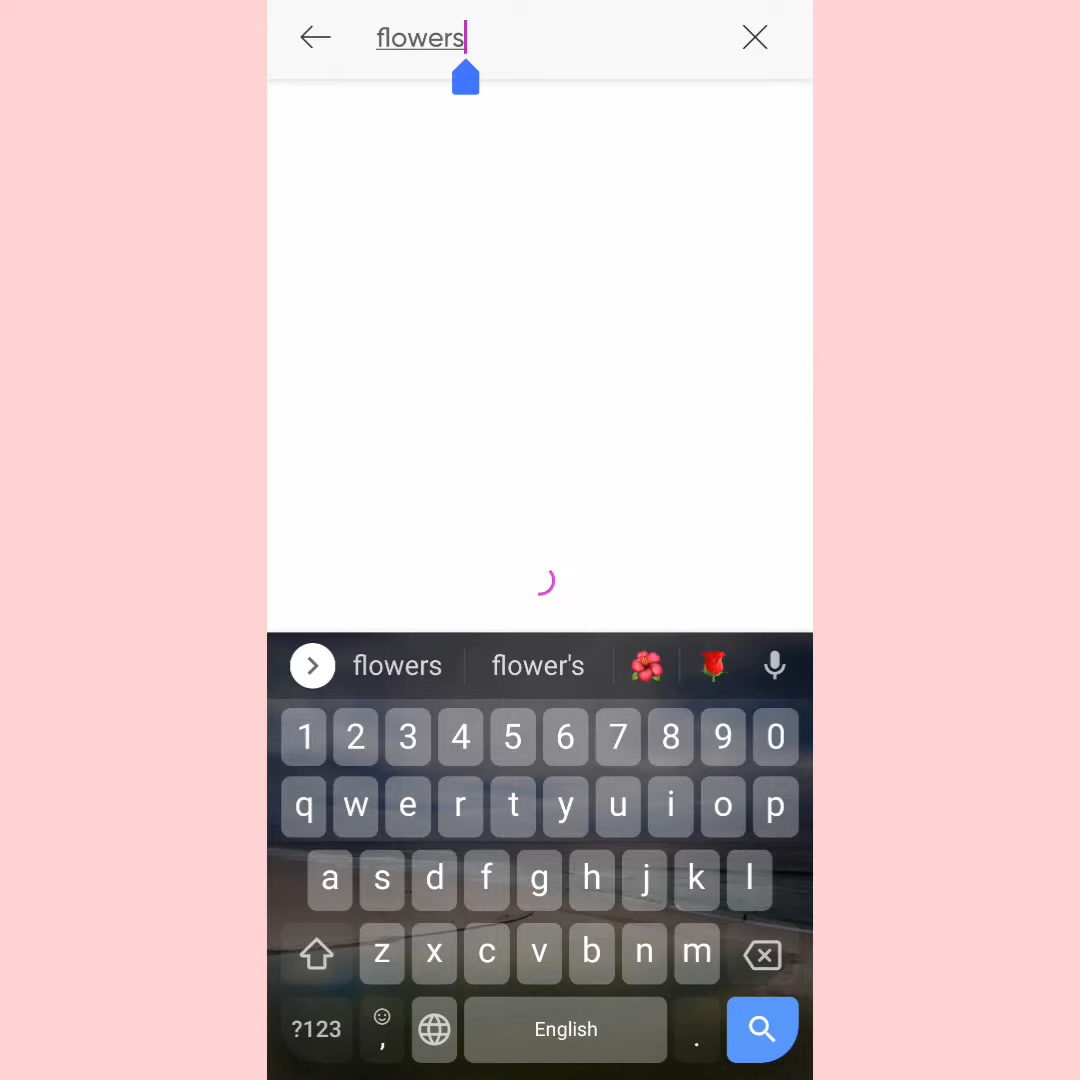 flowers
flowers flower's
1 2 3 4 5 6 7 8 9 0
q w e r t y u i o p
a s d f g h j k l
z x c v b n m
?123 , English .